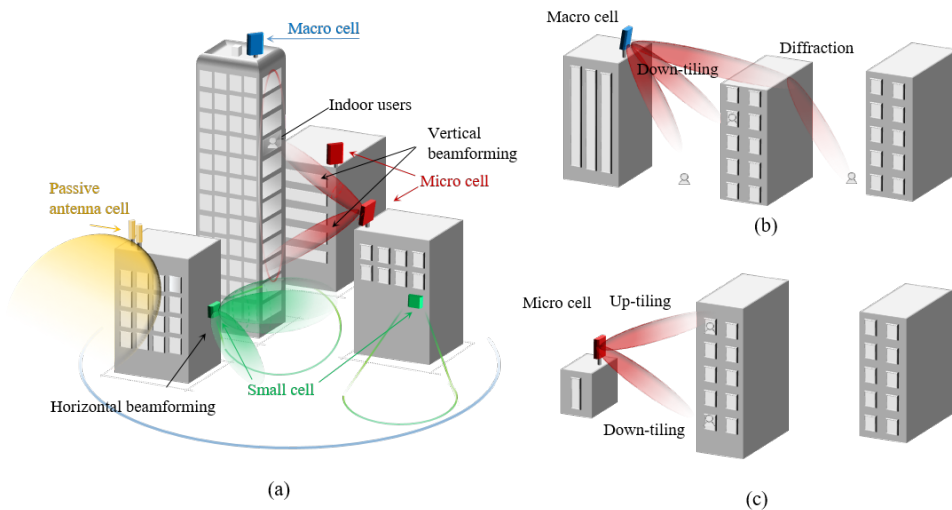 Macro cell
Indoor users
Vertical
beamforming
Micro cell
Passive
antenna cell
Small cell
Horizontal beamforming
(a)
Macro cell
Diffraction
Down-tiling
(b)
Micro cell
Up-tiling
Down-tiling
(c)